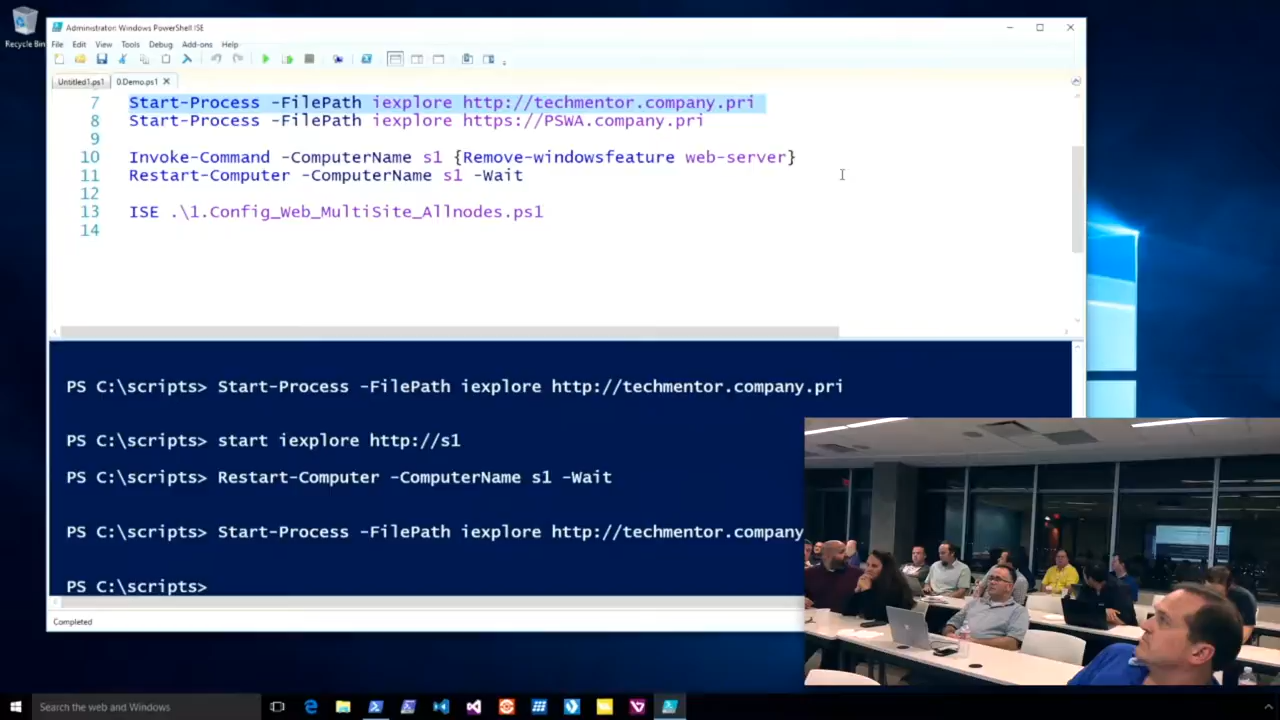 Administrator: Windows PowerShell ISE
File Edit View Tools Debug Add-ons Help
Recycle Bin
Untitled1.ps1 0.Demo.ps1
7 Start-Process -FilePath iexplore http://techmentor.company.pri
8 Start-Process -FilePath iexplore https://PSWA.company.pri
9
10 Invoke-Command -ComputerName s1 {Remove-windowsfeature web-server}
11 Restart-Computer -ComputerName s1 -Wait
12
13 ISE .\1.Config_Web_MultiSite_Allnodes.ps1
14
PS C:\scripts> Start-Process -FilePath iexplore http://techmentor.company.pri
PS C:\scripts> start iexplore http://s1
PS C:\scripts> Restart-Computer -ComputerName s1 -Wait
PS C:\scripts> Start-Process -FilePath iexplore http://techmentor.company
PS C:\scripts>
Completed
Search the web and Windows